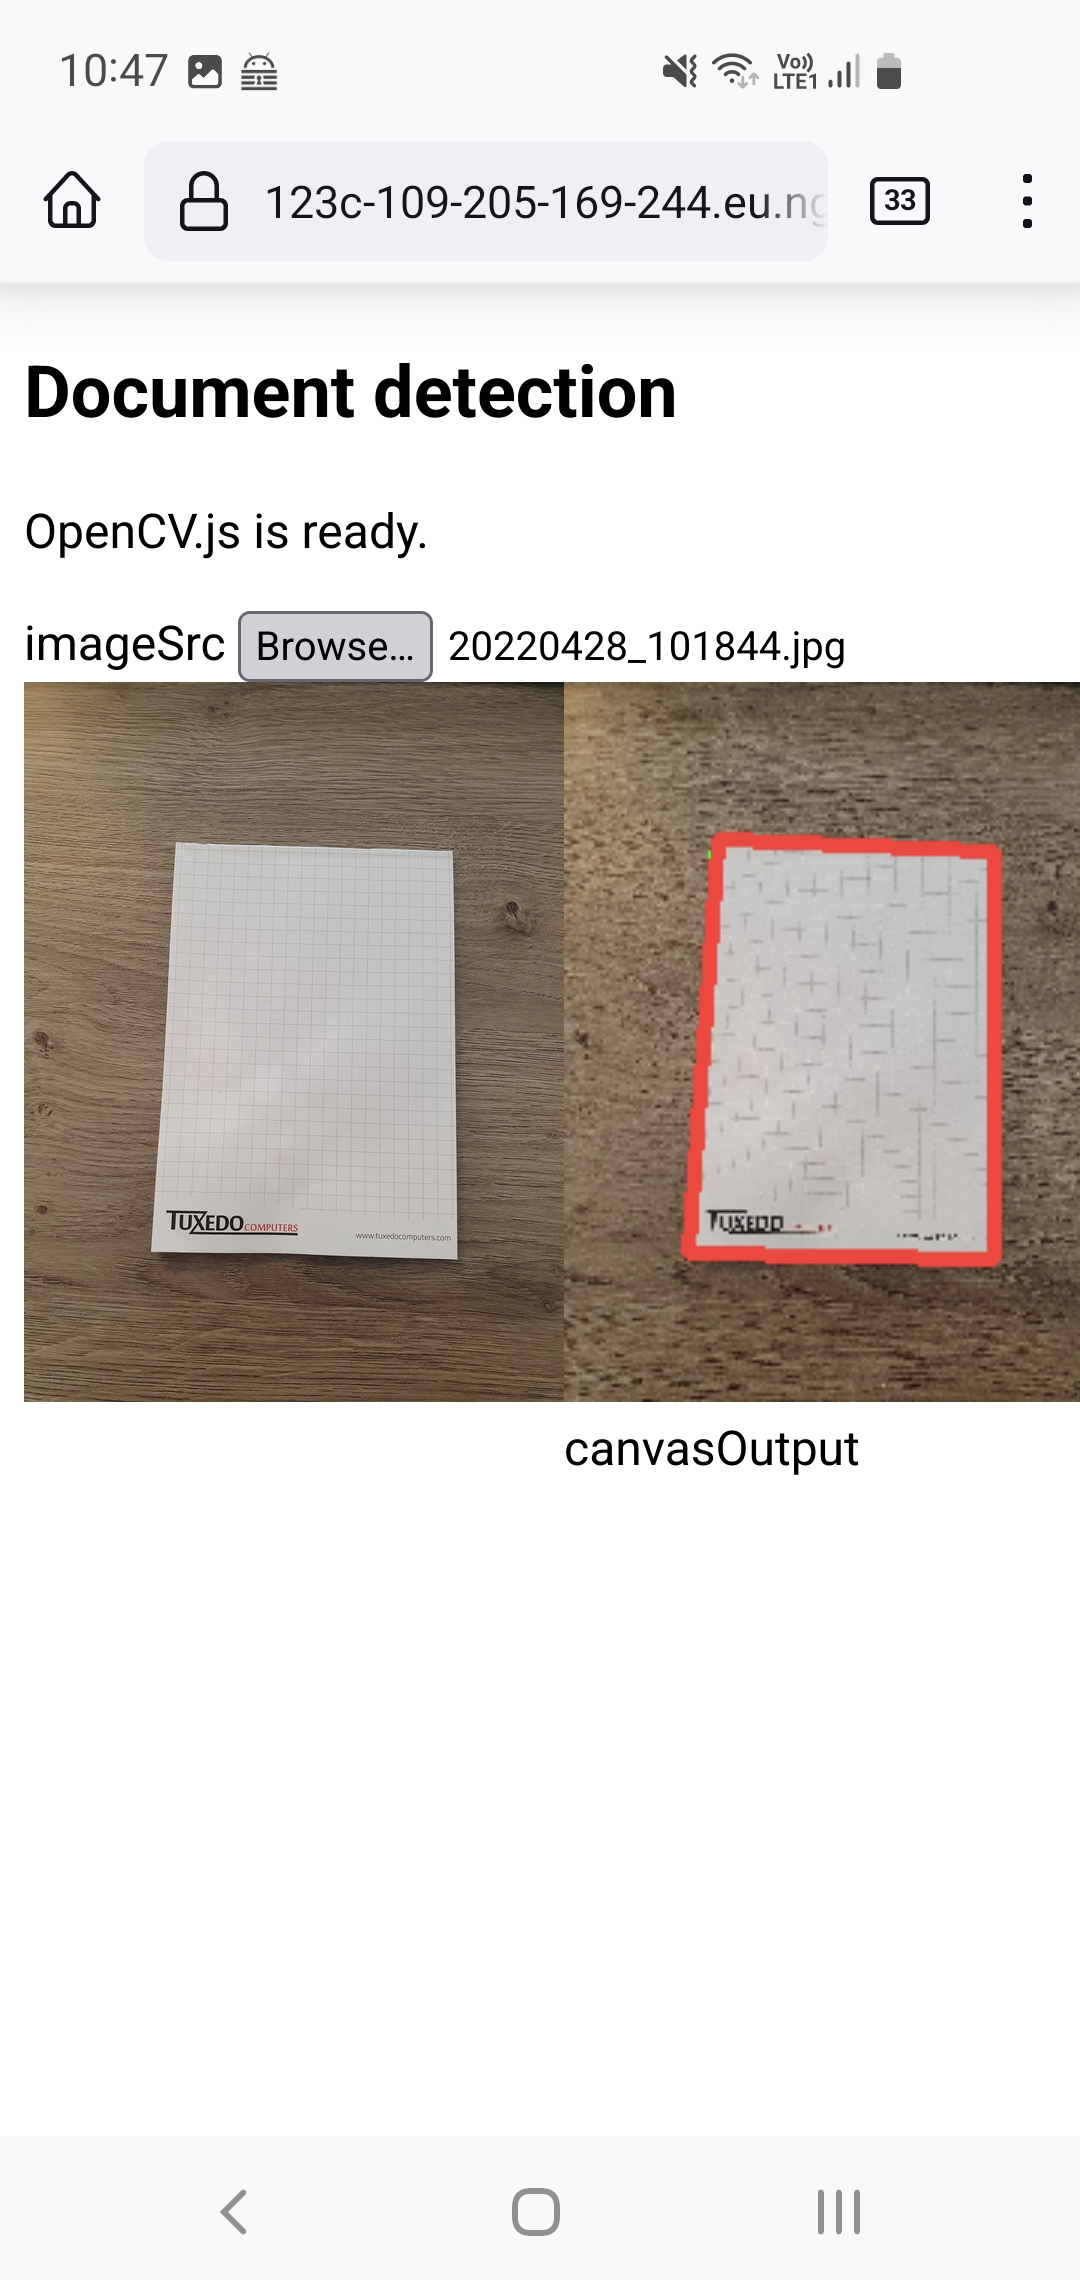 10:47 Vo)) LTE1
123c-109-205-169-244.eu.ng
33
Document detection
OpenCV.js is ready.
imageSrc Browse... 20220428_101844.jpg
TUXEDO COMPUTERS
www.tuxedocomputers.com
TUXEDO
canvasOutput